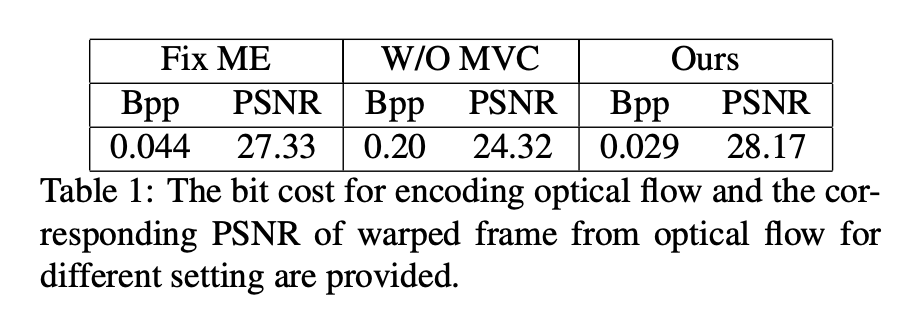 Fix ME W/O MVC Ours
Bpp PSNR Bpp PSNR Bpp PSNR
0.044 27.33 0.20 24.32 0.029 28.17
Table 1: The bit cost for encoding optical flow and the cor-
responding PSNR of warped frame from optical flow for
different setting are provided.